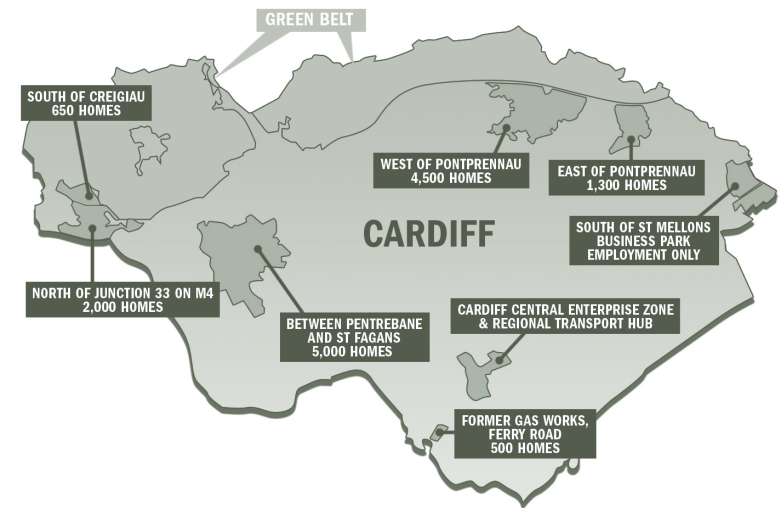 GREEN BELT
SOUTH OF CREIGIAU
650 HOMES
WEST OF PONTPRENNAU
4,500 HOMES
EAST OF PONTPRENNAU
1,300 HOMES
CARDIFF
SOUTH OF ST MELLONS
BUSINESS PARK
EMPLOYMENT ONLY
NORTH OF JUNCTION 33 ON M4
2,000 HOMES
BETWEEN PENTREBANE
AND ST FAGANS
5,000 HOMES
CARDIFF CENTRAL ENTERPRISE ZONE
& REGIONAL TRANSPORT HUB
FORMER GAS WORKS,
FERRY ROAD
500 HOMES